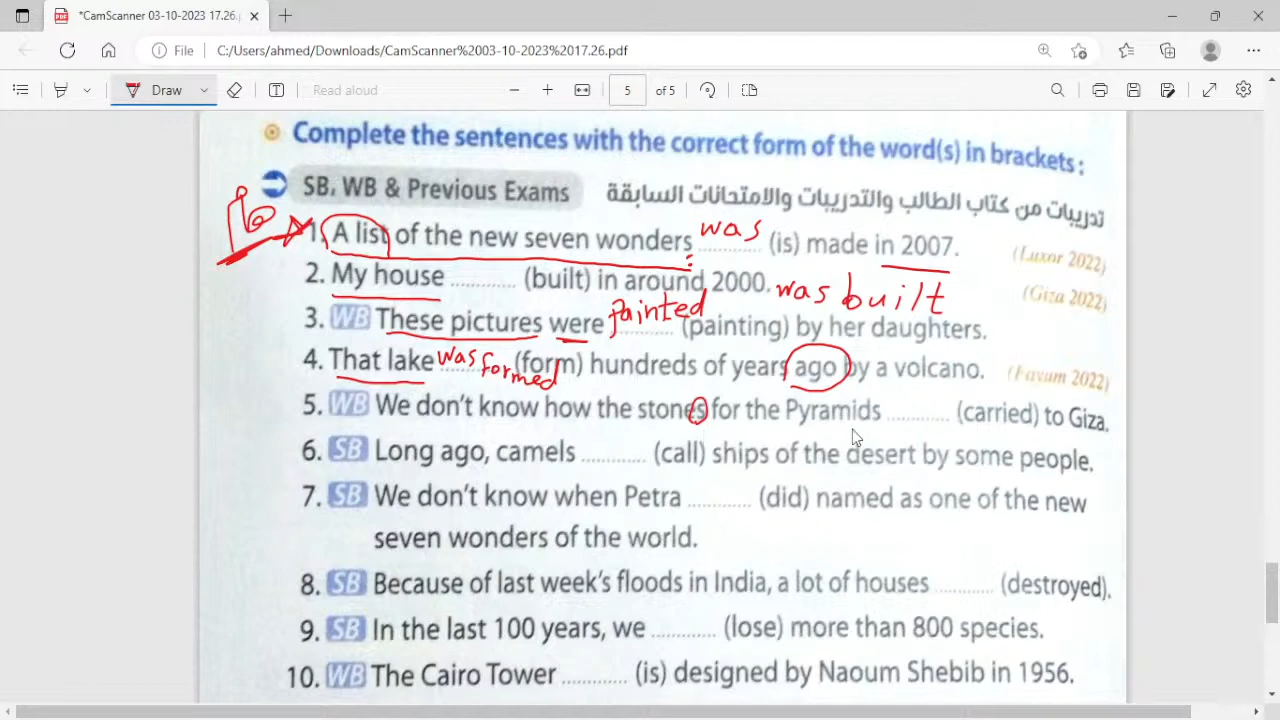 *CamScanner 03-10-2023 17.26.
File C:/Users/ahmed/Downloads/CamScanner%2003-10-2023%2017.26.pdf
Draw Read aloud 5 of 5
Complete the sentences with the correct form of the word(s) in brackets:
SB, WB & Previous Exams تدريبات من كتاب الطالب والتدريبات والامتحانات السابقة
1. A list of the new seven wonders was ........... (is) made in 2007. (Luxor 2022)
2. My house ........... (built) in around 2000. was built (Giza 2022)
3. WB These pictures were painted ........... (painting) by her daughters.
4. That lake was formed ........... (form) hundreds of years ago by a volcano. (Fayum 2022)
5. WB We don't know how the stones for the Pyramids ........... (carried) to Giza.
6. SB Long ago, camels ........... (call) ships of the desert by some people.
7. SB We don't know when Petra ........... (did) named as one of the new
seven wonders of the world.
8. SB Because of last week's floods in India, a lot of houses ........... (destroyed).
9. SB In the last 100 years, we ........... (lose) more than 800 species.
10. WB The Cairo Tower ........... (is) designed by Naoum Shebib in 1956.